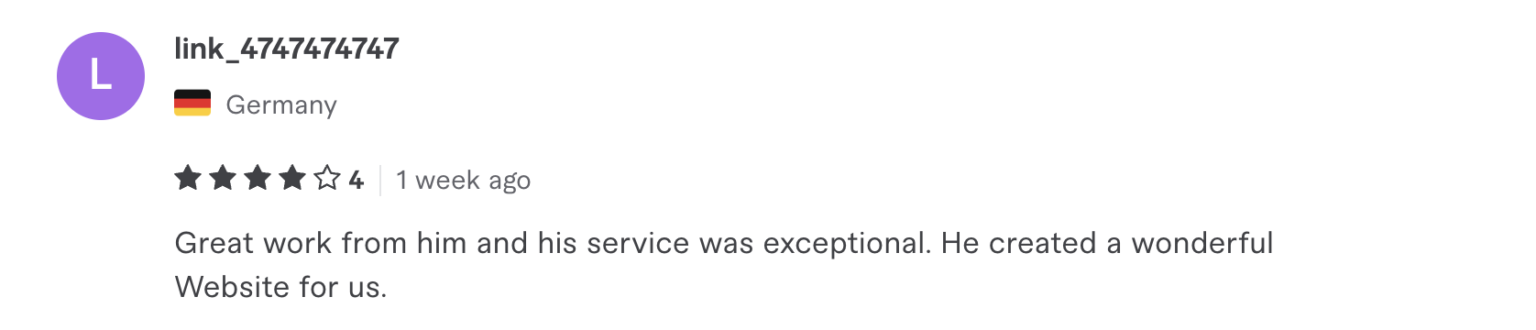 L
link_4747474747
Germany
4 1 week ago
Great work from him and his service was exceptional. He created a wonderful
Website for us.